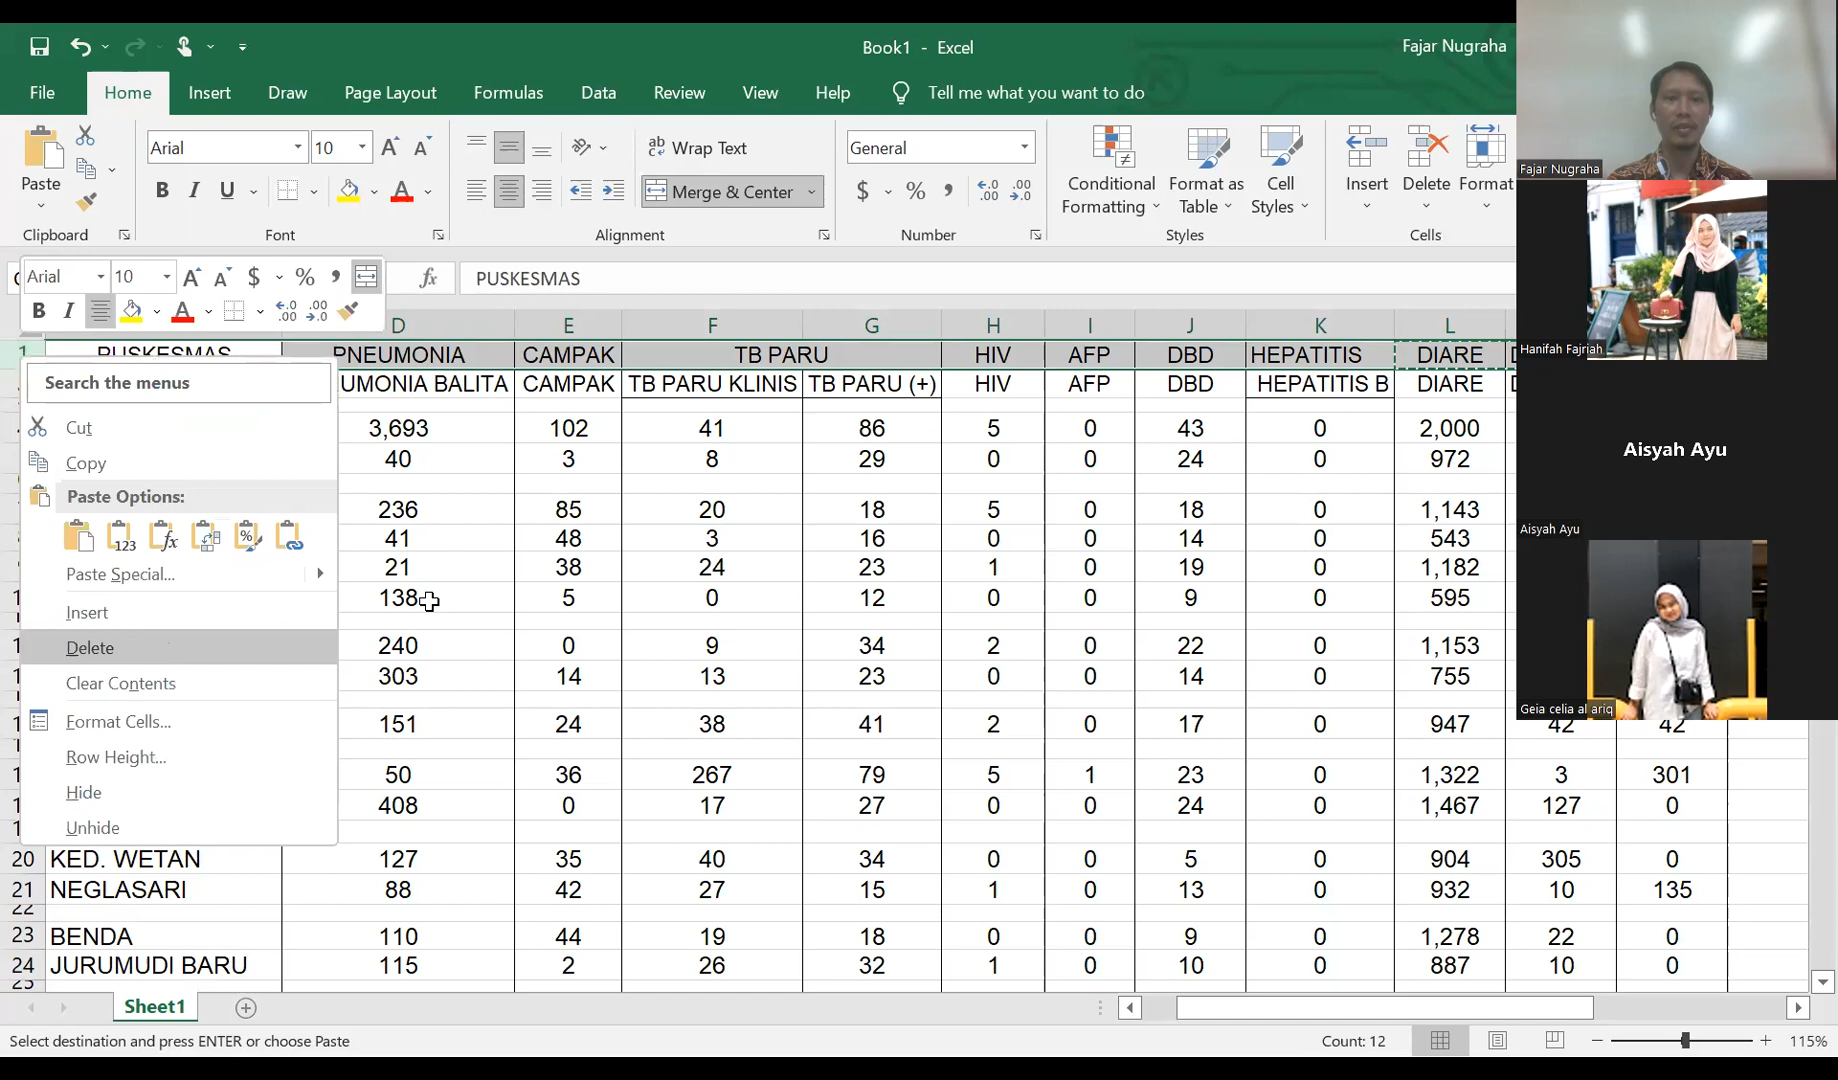 Book1 - Excel
Fajar Nugraha
File Home Insert Draw Page Layout Formulas Data Review View Help Tell me what you want to do
Paste
Arial 10
B I U
ab Wrap Text
Merge & Center
General
$ % ,
Conditional Formatting
Format as Table
Cell Styles
Insert Delete Format
Clipboard Font Alignment Number Styles Cells
Arial 10 $ % ,
B I A
fx PUSKESMAS
D E F G H I J K L
1 PUSKESMAS PNEUMONIA CAMPAK TB PARU HIV AFP DBD HEPATITIS DIARE
UMONIA BALITA CAMPAK TB PARU KLINIS TB PARU (+) HIV AFP DBD HEPATITIS B DIARE
3,693 102 41 86 5 0 43 0 2,000
40 3 8 29 0 0 24 0 972
236 85 20 18 5 0 18 0 1,143
41 48 3 16 0 0 14 0 543
21 38 24 23 1 0 19 0 1,182
138 5 0 12 0 0 9 0 595
240 0 9 34 2 0 22 0 1,153
303 14 13 23 0 0 14 0 755
151 24 38 41 2 0 17 0 947 42 42
50 36 267 79 5 1 23 0 1,322 3 301
408 0 17 27 0 0 24 0 1,467 127 0
20 KED. WETAN 127 35 40 34 0 0 5 0 904 305 0
21 NEGLASARI 88 42 27 15 1 0 13 0 932 10 135
22
23 BENDA 110 44 19 18 0 0 9 0 1,278 22 0
24 JURUMUDI BARU 115 2 26 32 1 0 10 0 887 10 0
25
Search the menus
Cut
Copy
Paste Options:
Paste Special...
Insert
Delete
Clear Contents
Format Cells...
Row Height...
Hide
Unhide
Sheet1
Select destination and press ENTER or choose Paste
Count: 12
115%
Fajar Nugraha
Hanifah Fajriah
Aisyah Ayu
Aisyah Ayu
Geia celia al ariq